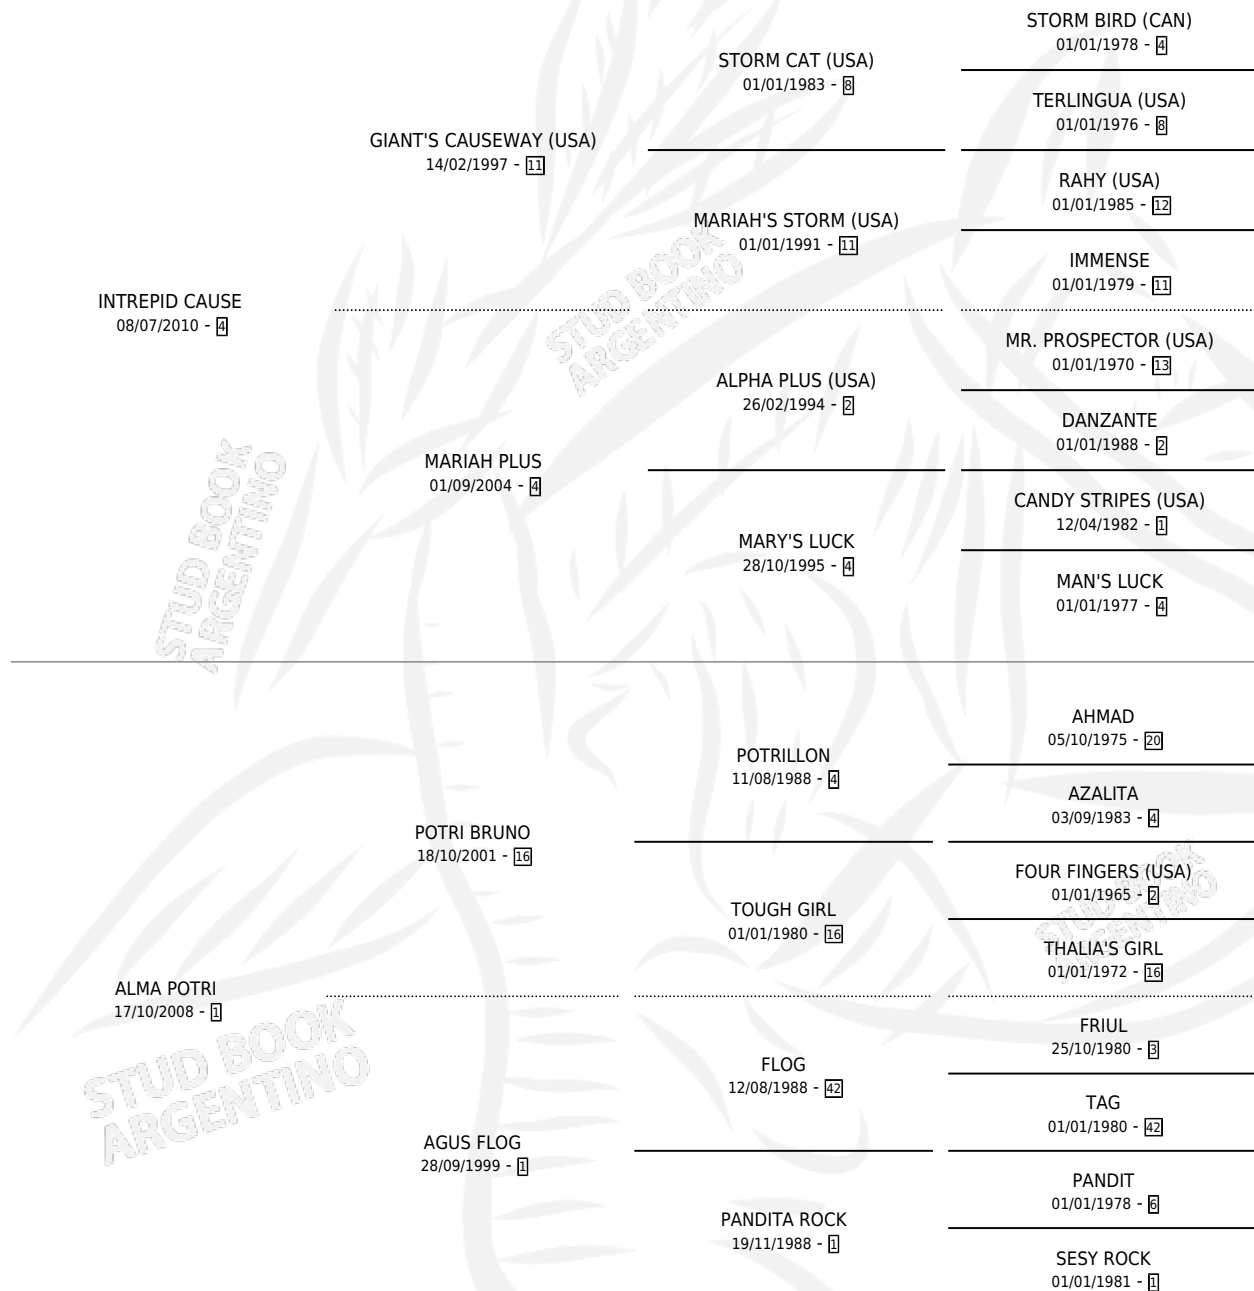 STORM BIRD (CAN)
01/01/1978 - 4
STORM CAT (USA)
01/01/1983 - 8
TERLINGUA (USA)
01/01/1976 - 8
GIANT'S CAUSEWAY (USA)
14/02/1997 - 11
RAHY (USA)
01/01/1985 - 12
MARIAH'S STORM (USA)
01/01/1991 - 11
IMMENSE
01/01/1979 - 11
INTREPID CAUSE
08/07/2010 - 4
MR. PROSPECTOR (USA)
01/01/1970 - 13
ALPHA PLUS (USA)
26/02/1994 - 2
DANZANTE
01/01/1988 - 2
MARIAH PLUS
01/09/2004 - 4
CANDY STRIPES (USA)
12/04/1982 - 1
MARY'S LUCK
28/10/1995 - 4
MAN'S LUCK
01/01/1977 - 4
AHMAD
05/10/1975 - 20
POTRILLON
11/08/1988 - 4
AZALITA
03/09/1983 - 4
POTRI BRUNO
18/10/2001 - 16
FOUR FINGERS (USA)
01/01/1965 - 2
TOUGH GIRL
01/01/1980 - 16
THALIA'S GIRL
01/01/1972 - 16
ALMA POTRI
17/10/2008 - 1
FRIUL
25/10/1980 - 3
FLOG
12/08/1988 - 42
TAG
01/01/1980 - 42
AGUS FLOG
28/09/1999 - 1
PANDIT
01/01/1978 - 6
PANDITA ROCK
19/11/1988 - 1
SESY ROCK
01/01/1981 - 1
STUD BOOK
ARGENTINO
STUD BOOK
ARGENTINO
STUD BOOK
ARGENTINO
STUD BOOK
ARGENTINO